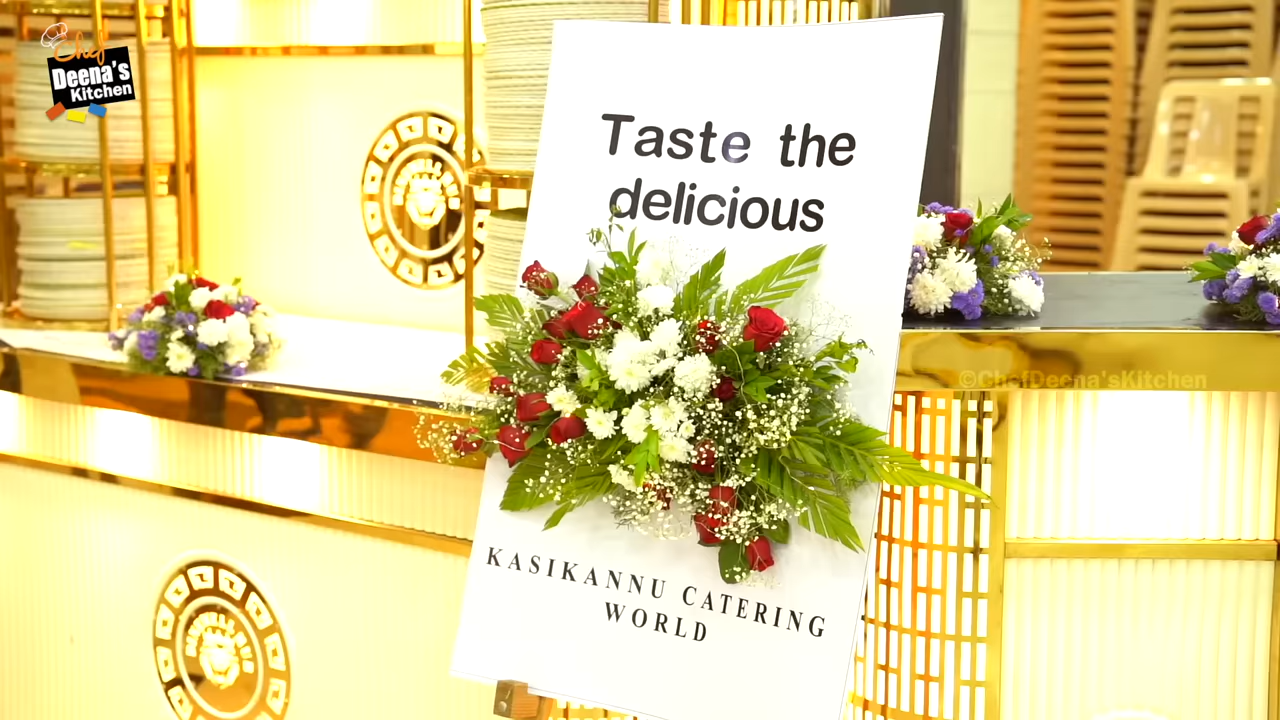 Chef
Deena's
Kitchen
Taste the
delicious
©ChefDeena'sKitchen
KASIKANNU CATERING
WORLD